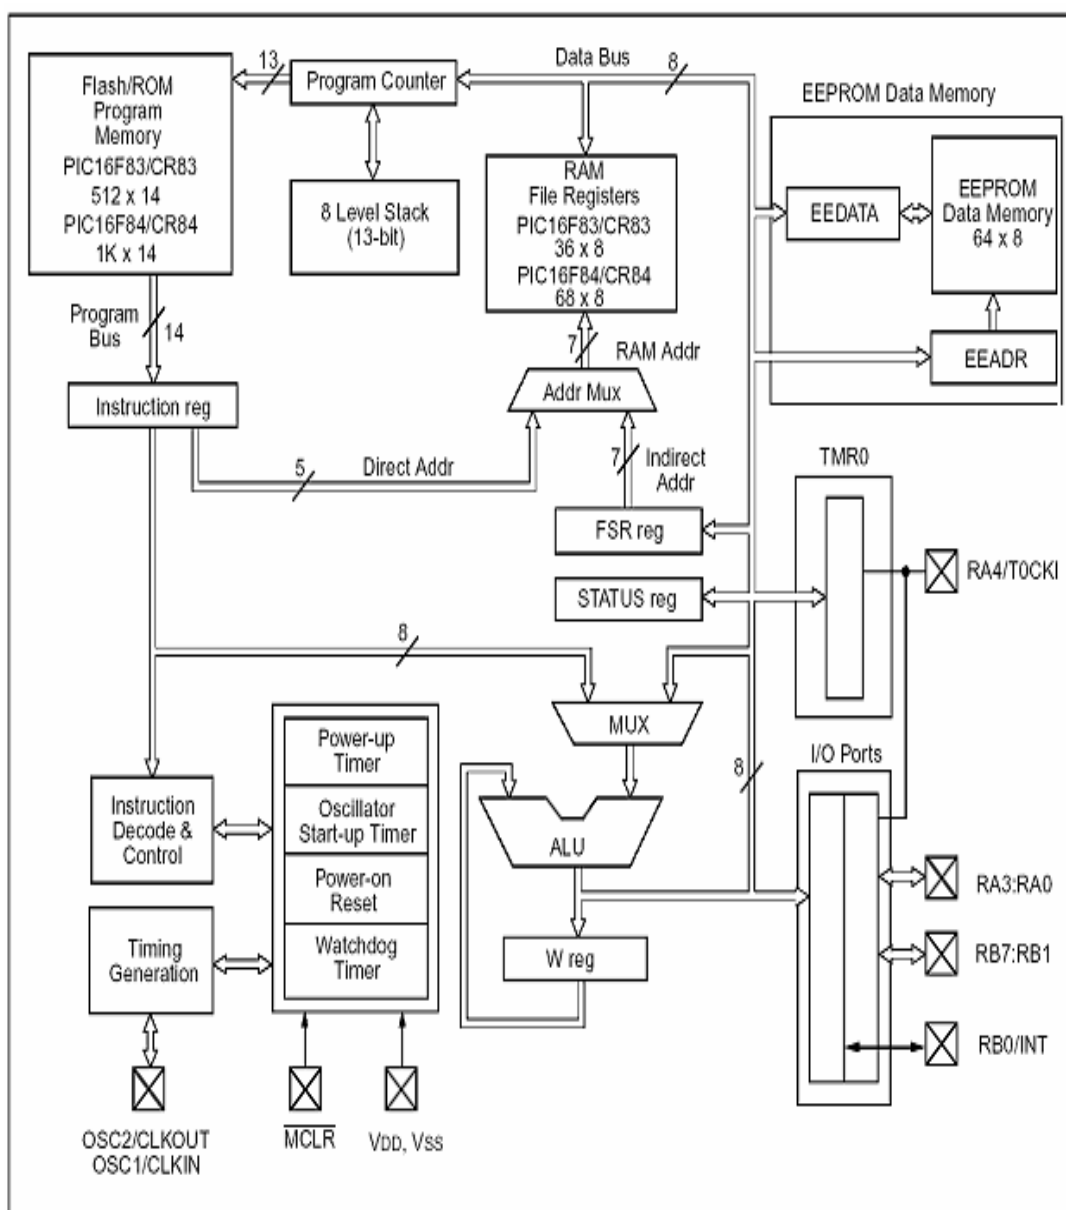 Flash/ROM
Program
Memory
PIC16F83/CR83
512 x 14
PIC16F84/CR84
1K x 14
13
Program Counter
Data Bus
8
8 Level Stack
(13-bit)
RAM
File Registers
PIC16F83/CR83
36 x 8
PIC16F84/CR84
68 x 8
EEPROM Data Memory
EEDATA
EEPROM
Data Memory
64 x 8
EEADR
Program
Bus
14
7
RAM Addr
Addr Mux
Instruction reg
5
Direct Addr
7
Indirect
Addr
FSR reg
STATUS reg
TMR0
RA4/T0CKI
8
MUX
8
I/O Ports
Power-up
Timer
Oscillator
Start-up Timer
Power-on
Reset
Watchdog
Timer
Instruction
Decode &
Control
Timing
Generation
ALU
W reg
RA3:RA0
RB7:RB1
RB0/INT
OSC2/CLKOUT
OSC1/CLKIN
MCLR
VDD, VSS